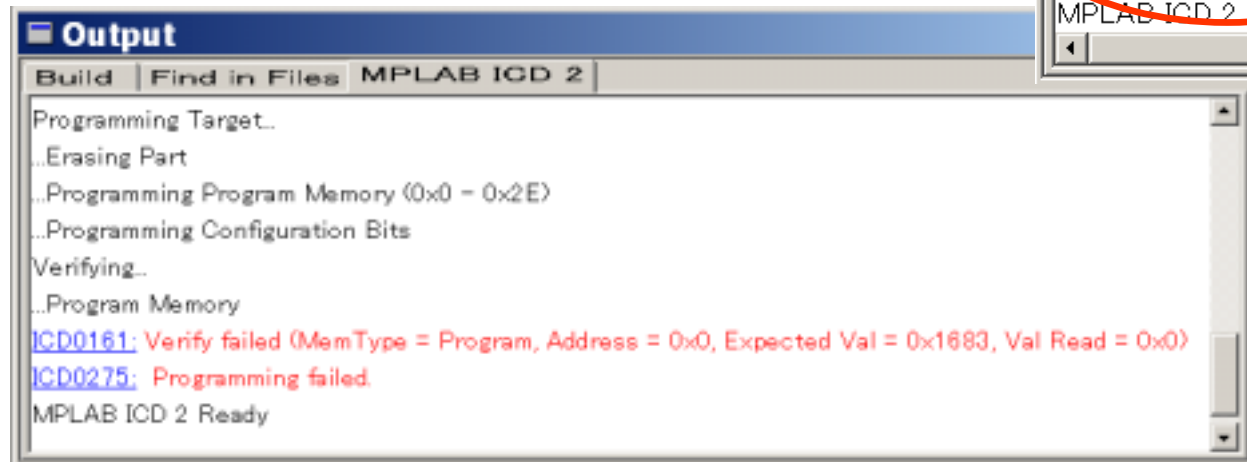 MPLAB ICD 2
Output
Build Find in Files MPLAB ICD 2
Programming Target...
...Erasing Part
...Programming Program Memory (0x0 - 0x2E)
...Programming Configuration Bits
Verifying...
...Program Memory
ICD0161: Verify failed (MemType = Program, Address = 0x0, Expected Val = 0x1683, Val Read = 0x0)
ICD0275: Programming failed.
MPLAB ICD 2 Ready